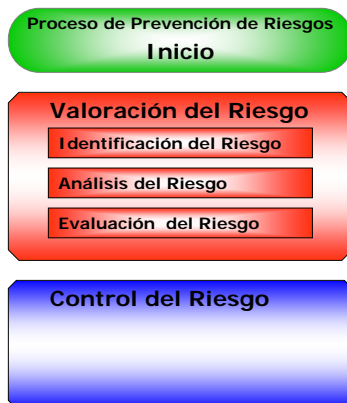 Proceso de Prevención de Riesgos
Inicio
Valoración del Riesgo
Identificación del Riesgo
Análisis del Riesgo
Evaluación del Riesgo
Control del Riesgo